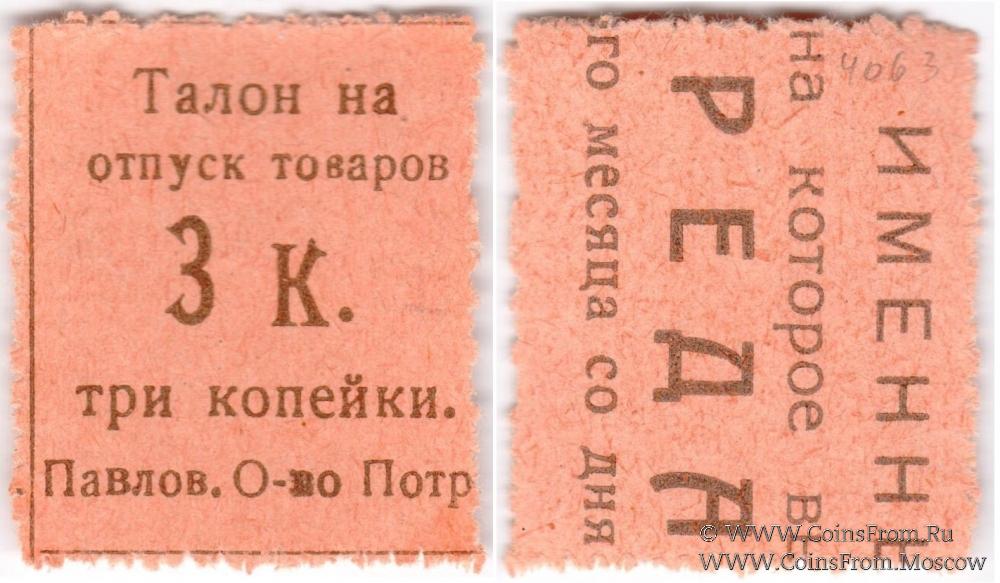 Талон на
отпуск товаров
3 К.
три копейки.
Павлов. О-во Потр
4063
ИМЕННЕ
на которое в
РЕДА
го месяца со дня
© WWW.CoinsFrom.Ru
WWW.CoinsFrom.Moscow